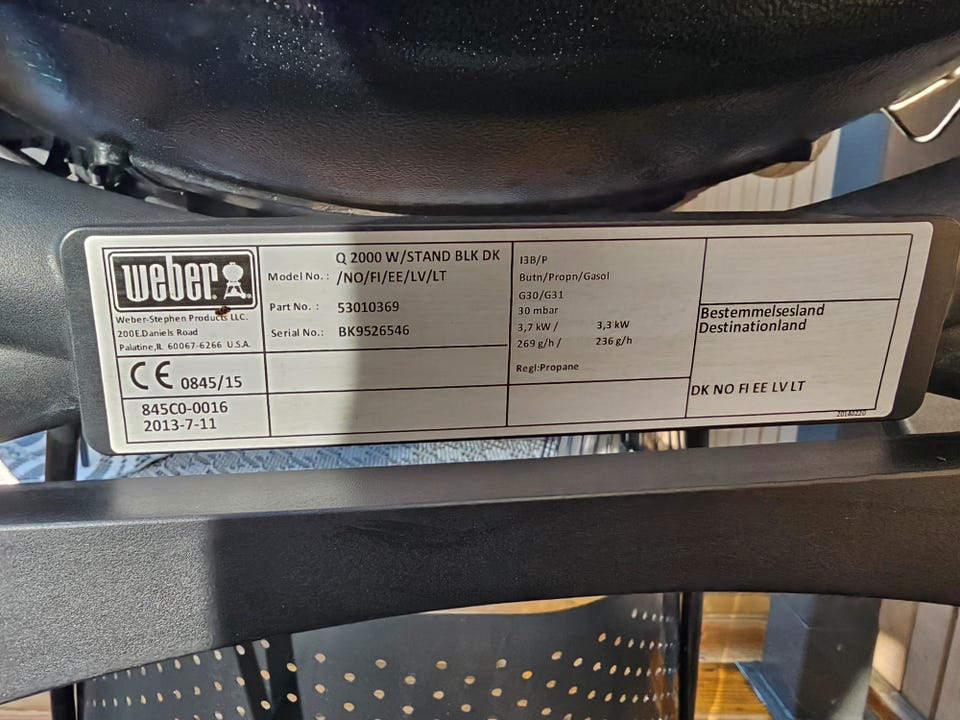 weber.
Weber-Stephen Products LLC.
200E.Daniels Road
Palatine,IL 60067-6266 U.S.A.
CE 0845/15
845C0-0016
2013-7-11
Q 2000 W/STAND BLK DK
Model No. : /NO/FI/EE/LV/LT
Part No. : 53010369
Serial No.: BK9526546
I3B/P
Butn/Propn/Gasol
G30/G31
30 mbar
3,7 kW / 3,3 kW
269 g/h / 236 g/h
Regl:Propane
Bestemmelsesland
Destinationland
DK NO FI EE LV LT
20140220